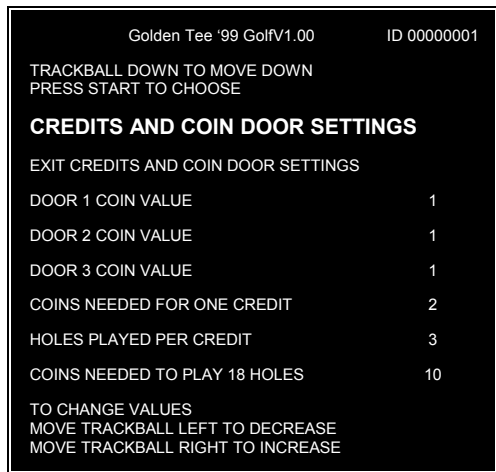 Golden Tee ‘99 GolfV1.00 ID 00000001
TRACKBALL DOWN TO MOVE DOWN
PRESS START TO CHOOSE
CREDITS AND COIN DOOR SETTINGS
EXIT CREDITS AND COIN DOOR SETTINGS
DOOR 1 COIN VALUE 1
DOOR 2 COIN VALUE 1
DOOR 3 COIN VALUE 1
COINS NEEDED FOR ONE CREDIT 2
HOLES PLAYED PER CREDIT 3
COINS NEEDED TO PLAY 18 HOLES 10
TO CHANGE VALUES
MOVE TRACKBALL LEFT TO DECREASE
MOVE TRACKBALL RIGHT TO INCREASE